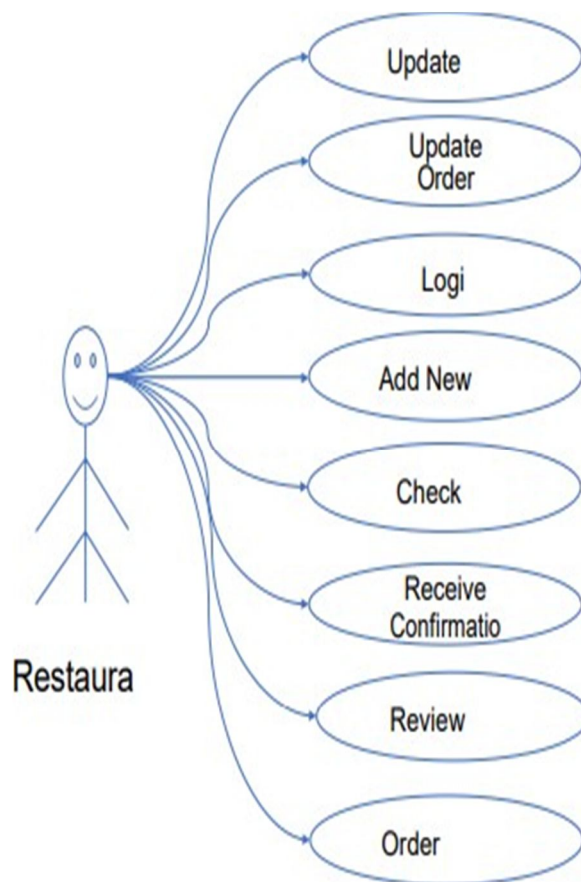 Update
Update
Order
Logi
Add New
Check
Receive
Confirmatio
Restaura
Review
Order